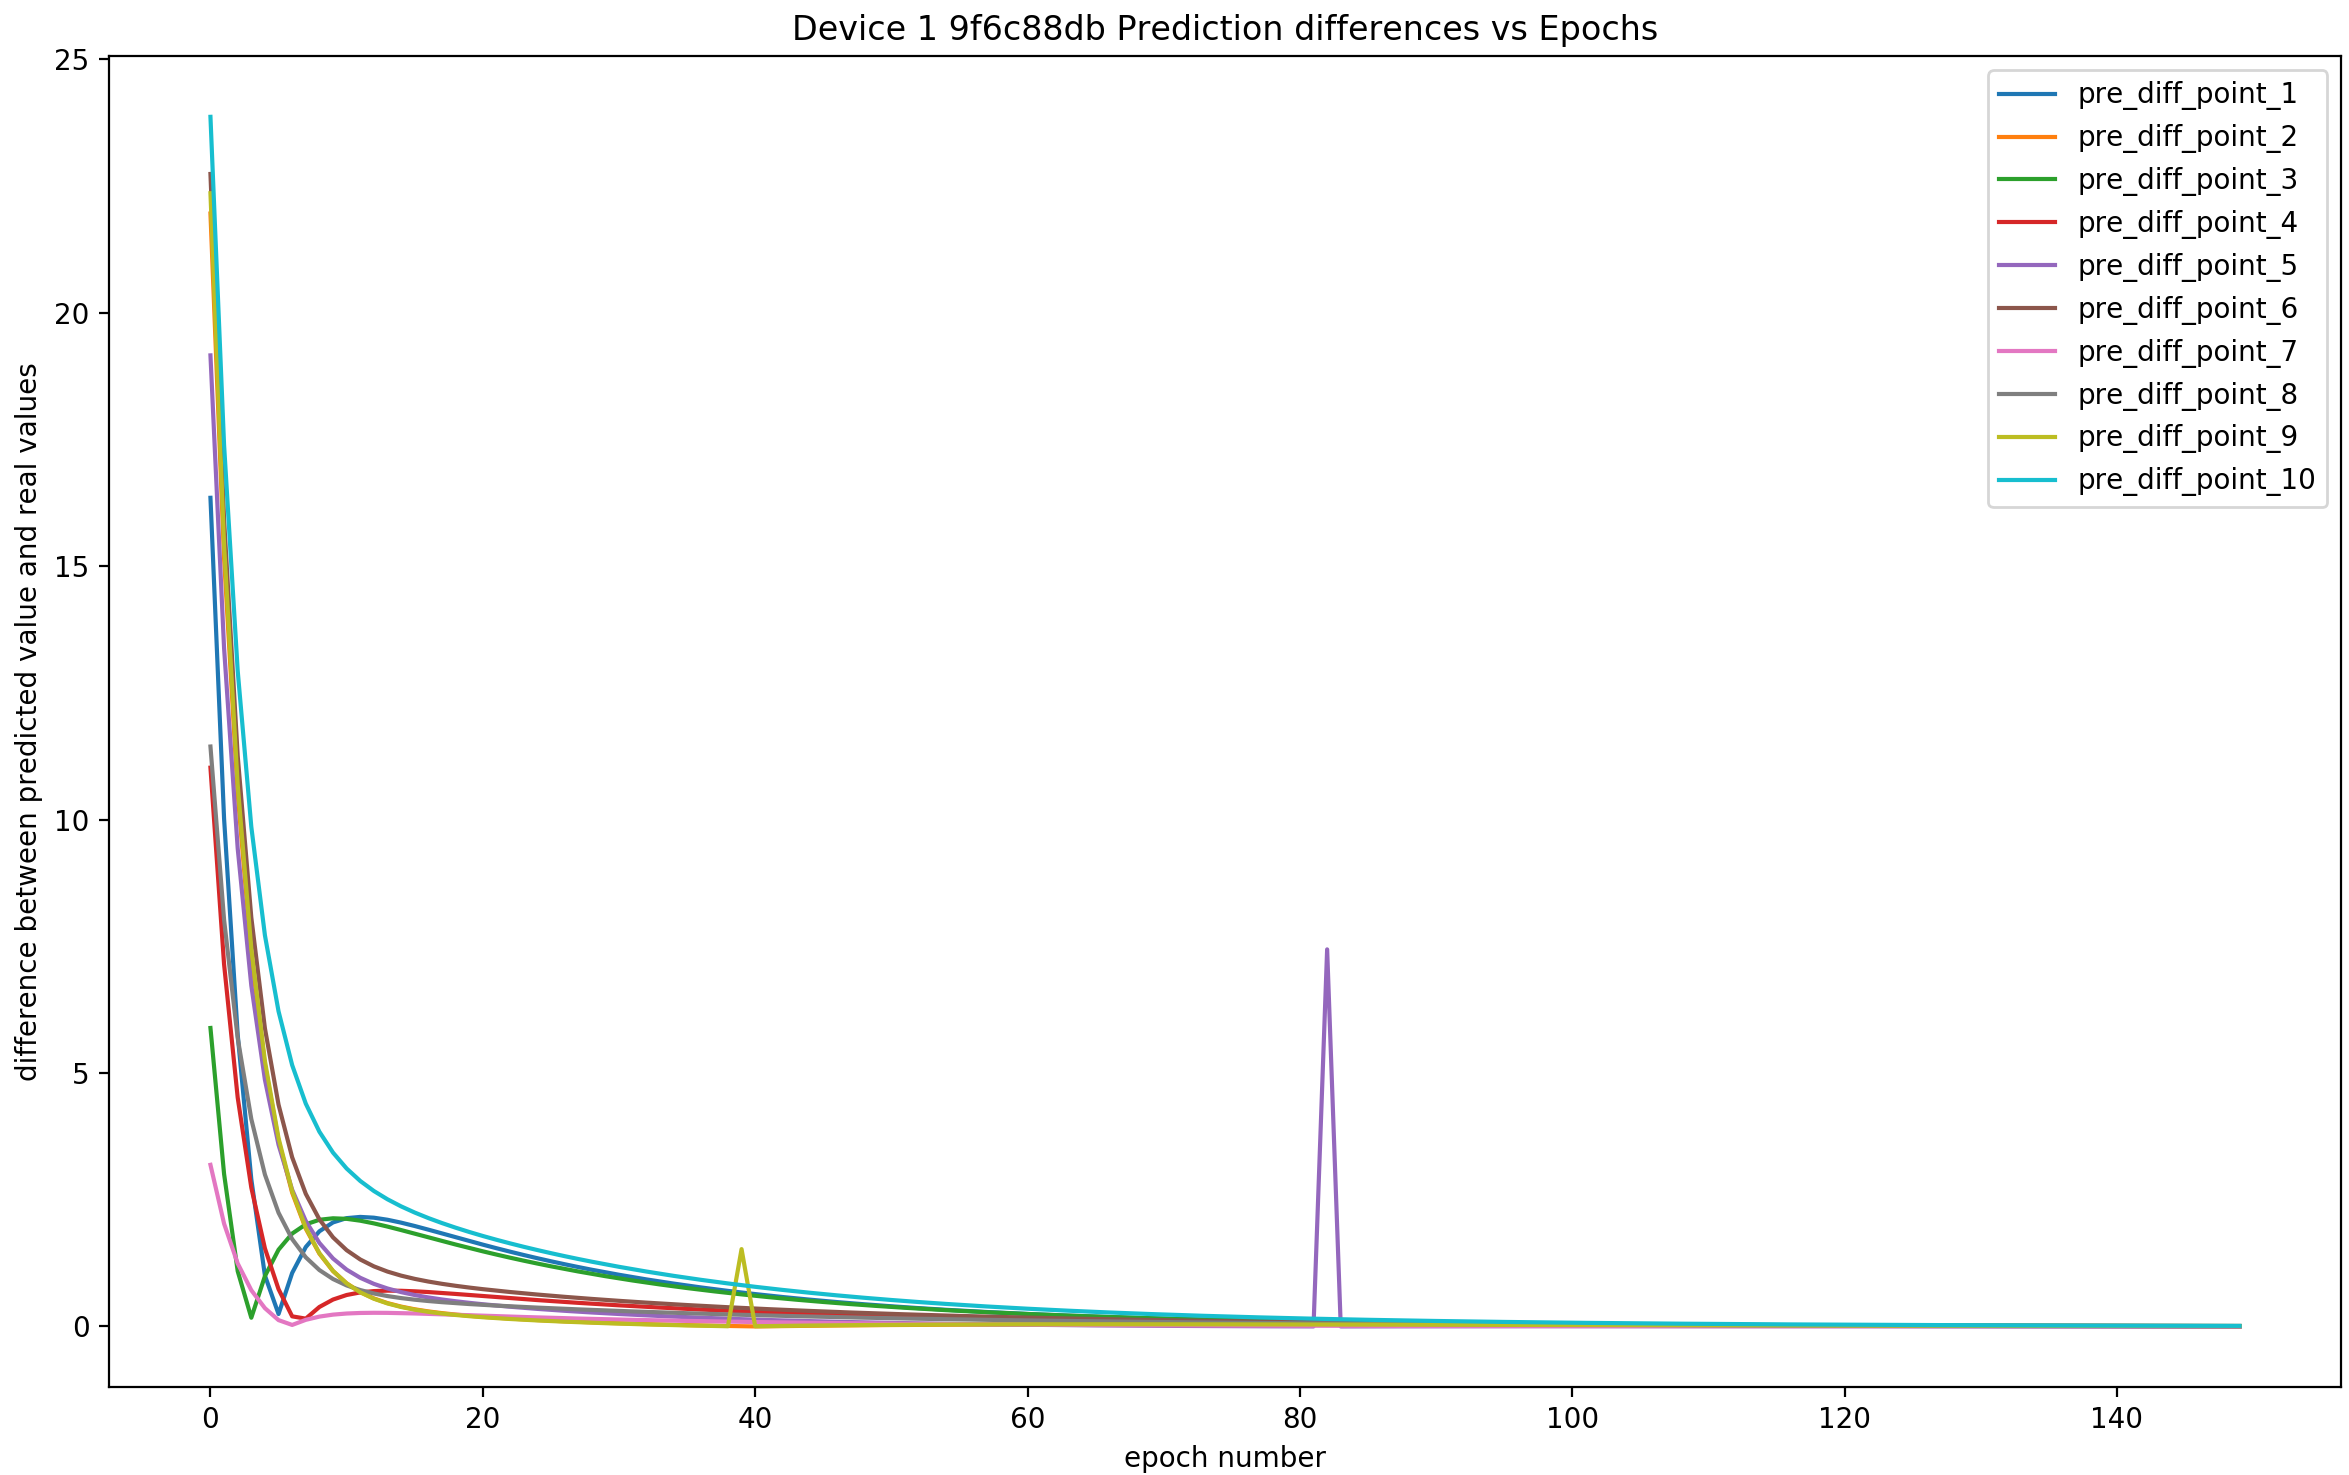 Device 1 9f6c88db Prediction differences vs Epochs
difference between predicted value and real values
25
20
15
10
5
0
pre_diff_point_1
pre_diff_point_2
pre_diff_point_3
pre_diff_point_4
pre_diff_point_5
pre_diff_point_6
pre_diff_point_7
pre_diff_point_8
pre_diff_point_9
pre_diff_point_10
0 20 40 60 80 100 120 140
epoch number